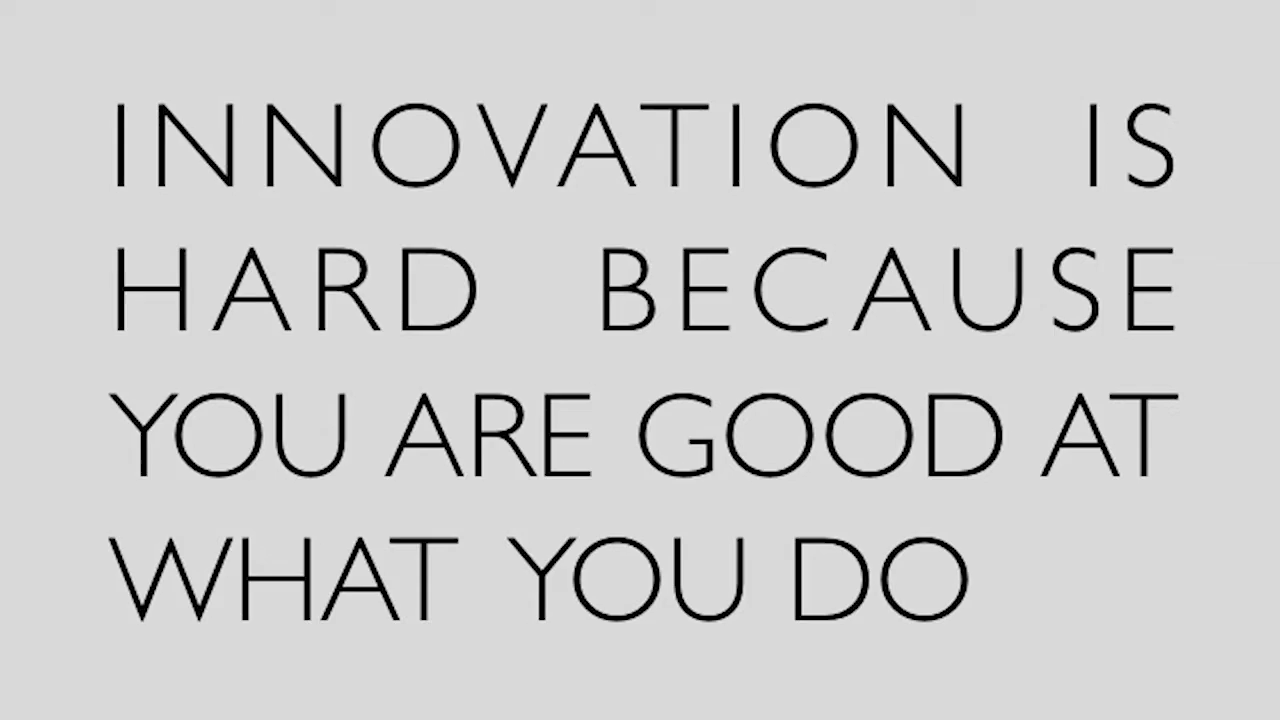 INNOVATION IS
HARD BECAUSE
YOU ARE GOOD AT
WHAT YOU DO